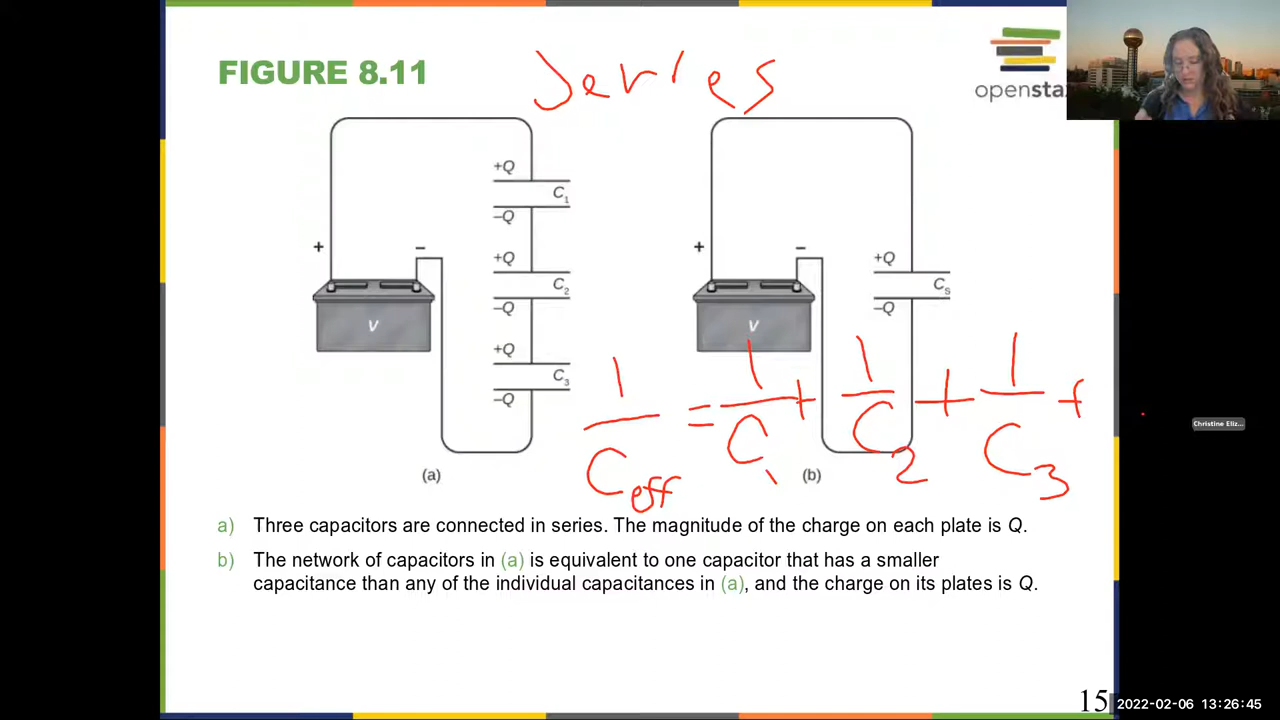 FIGURE 8.11
Series
openstax
+Q
C1
–Q
+Q
C2
–Q
+Q
C3
–Q
+
–
V
(a)
+Q
Cs
–Q
+
–
V
(b)
1/Ceff = 1/C1 + 1/C2 + 1/C3 +
a) Three capacitors are connected in series. The magnitude of the charge on each plate is Q.
b) The network of capacitors in (a) is equivalent to one capacitor that has a smaller
capacitance than any of the individual capacitances in (a), and the charge on its plates is Q.
Christine Eliz...
15
2022-02-06 13:26:45